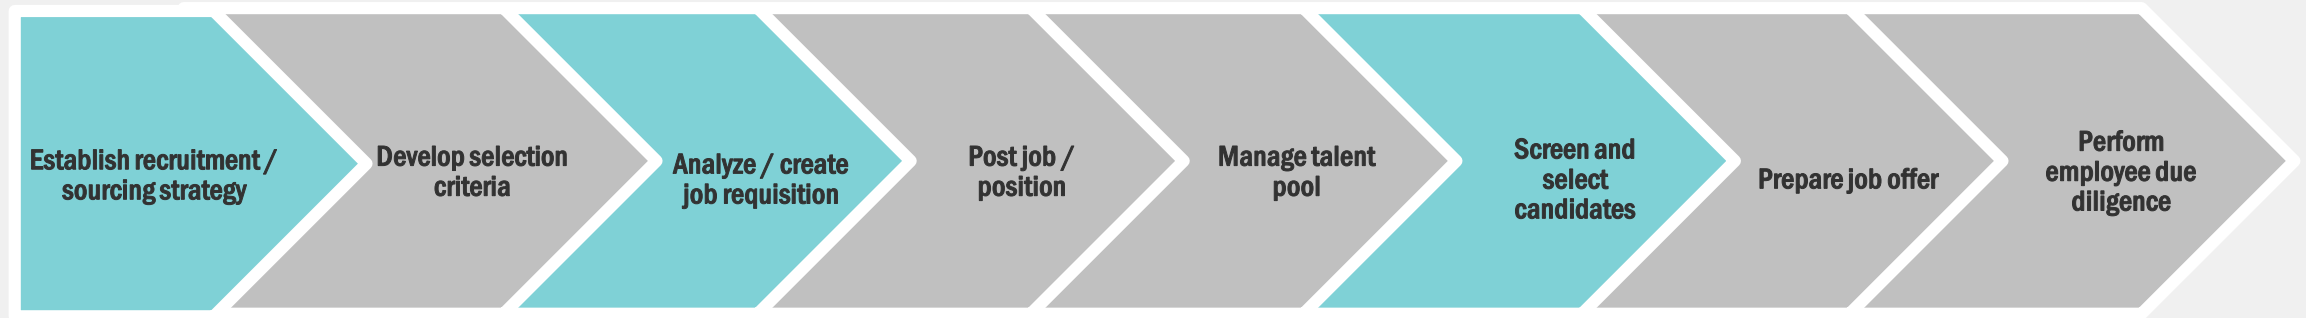 Establish recruitment /
sourcing strategy
Develop selection
criteria
Analyze / create
job requisition
Post job /
position
Manage talent
pool
Screen and
select
candidates
Prepare job offer
Perform
employee due
diligence